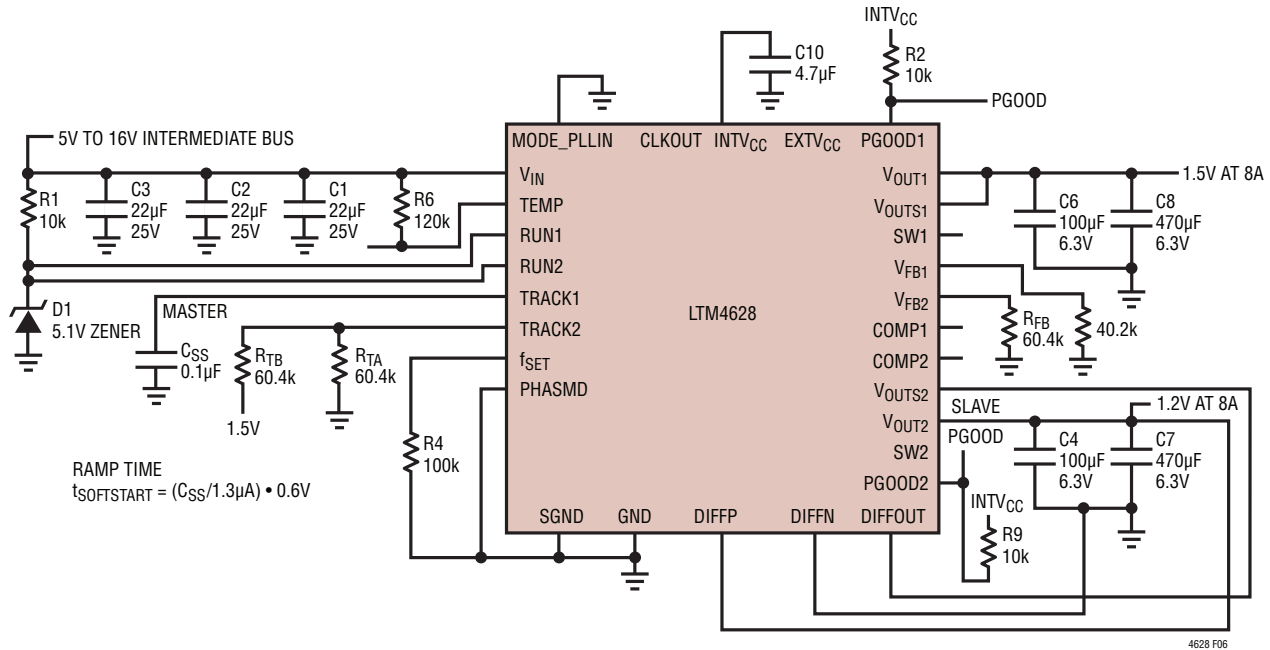 INTVCC
C10
4.7µF
R2
10k
PGOOD
5V TO 16V INTERMEDIATE BUS
MODE_PLLIN
CLKOUT
INTVCC
EXTVCC
PGOOD1
R1
10k
C3
22µF
25V
C2
22µF
25V
C1
22µF
25V
R6
120k
VIN
TEMP
RUN1
RUN2
TRACK1
TRACK2
fSET
PHASMD
LTM4628
VOUT1
VOUTS1
SW1
VFB1
VFB2
COMP1
COMP2
VOUTS2
VOUT2
SW2
PGOOD2
SGND
GND
DIFFP
DIFFN
DIFFOUT
1.5V AT 8A
C6
100µF
6.3V
C8
470µF
6.3V
D1
5.1V ZENER
MASTER
CSS
0.1µF
RTB
60.4k
1.5V
RTA
60.4k
R4
100k
RFB
60.4k
40.2k
SLAVE
1.2V AT 8A
PGOOD
C4
100µF
6.3V
C7
470µF
6.3V
INTVCC
R9
10k
RAMP TIME
tSOFTSTART = (CSS/1.3µA) • 0.6V
4628 F06